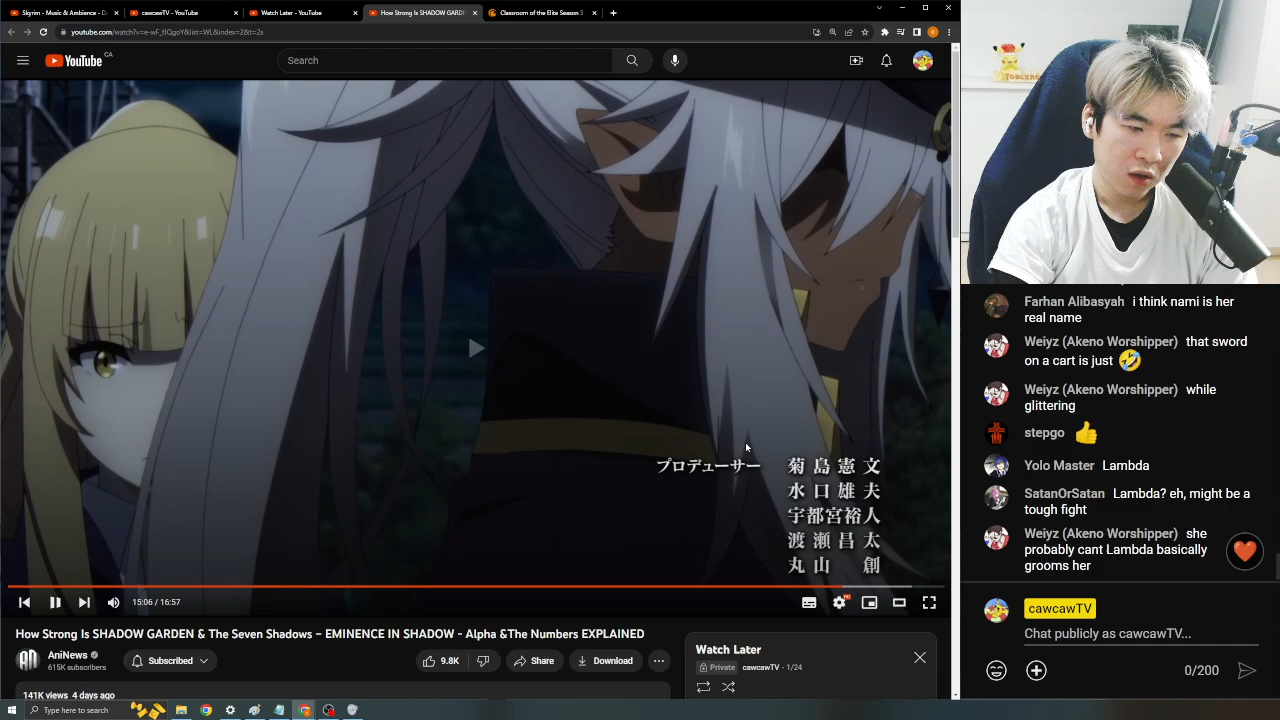 Skyrim - Music & Ambience - D
cawcawTV - YouTube
Watch Later - YouTube
How Strong Is SHADOW GARDE
Classroom of the Elite Season 3
youtube.com/watch?v=e-wF_fJQgoY&list=WL&index=2&t=2s
YouTube CA
Search
プロデューサー 菊島憲文
水口雄夫
宇都宮裕人
渡瀬昌太
丸山 創
15:06 / 16:57
HD
How Strong Is SHADOW GARDEN & The Seven Shadows – EMINENCE IN SHADOW - Alpha &The Numbers EXPLAINED
AniNews
615K subscribers
Subscribed
9.8K
Share
Download
141K views 4 days ago
Watch Later
Private cawcawTV - 1/24
Type here to search
TOBLERO
Farhan Alibasyah i think nami is her
real name
Weiyz (Akeno Worshipper) that sword
on a cart is just
Weiyz (Akeno Worshipper) while
glittering
stepgo
Yolo Master Lambda
SatanOrSatan Lambda? eh, might be a
tough fight
Weiyz (Akeno Worshipper) she
probably cant Lambda basically
grooms her
cawcawTV
Chat publicly as cawcawTV...
0/200